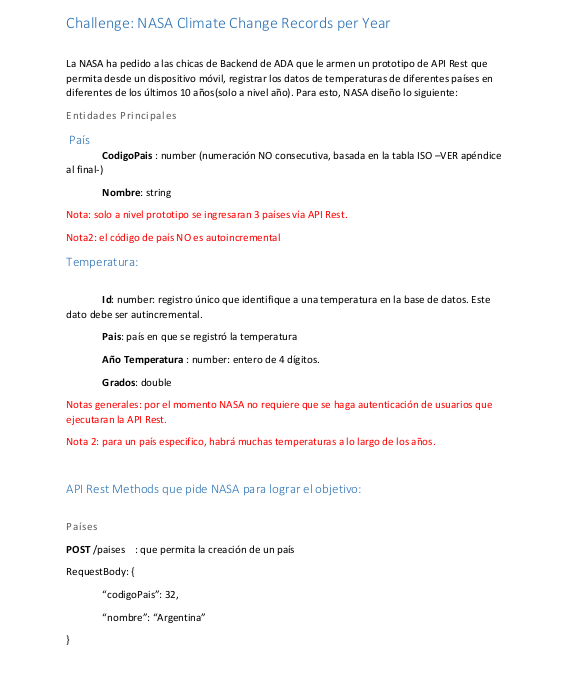 Challenge: NASA Climate Change Records per Year
La NASA ha pedido a las chicas de Backend de ADA que le armen un prototipo de API Rest que
permita desde un dispositivo móvil, registrar los datos de temperaturas de diferentes países en
diferentes de los últimos 10 años(solo a nivel año). Para esto, NASA diseño lo siguiente:
Entidades Principales
País
CodigoPais : number (numeración NO consecutiva, basada en la tabla ISO –VER apéndice
al final-)
Nombre: string
Nota: solo a nivel prototipo se ingresaran 3 países vía API Rest.
Nota2: el código de país NO es autoincremental
Temperatura:
Id: number: registro único que identifique a una temperatura en la base de datos. Este
dato debe ser autincremental.
Pais: país en que se registró la temperatura
Año Temperatura : number: entero de 4 dígitos.
Grados: double
Notas generales: por el momento NASA no requiere que se haga autenticación de usuarios que
ejecutaran la API Rest.
Nota 2: para un país especifico, habrá muchas temperaturas a lo largo de los años.
API Rest Methods que pide NASA para lograr el objetivo:
Países
POST /paises : que permita la creación de un país
RequestBody: {
“codigoPais”: 32,
“nombre”: “Argentina”
}